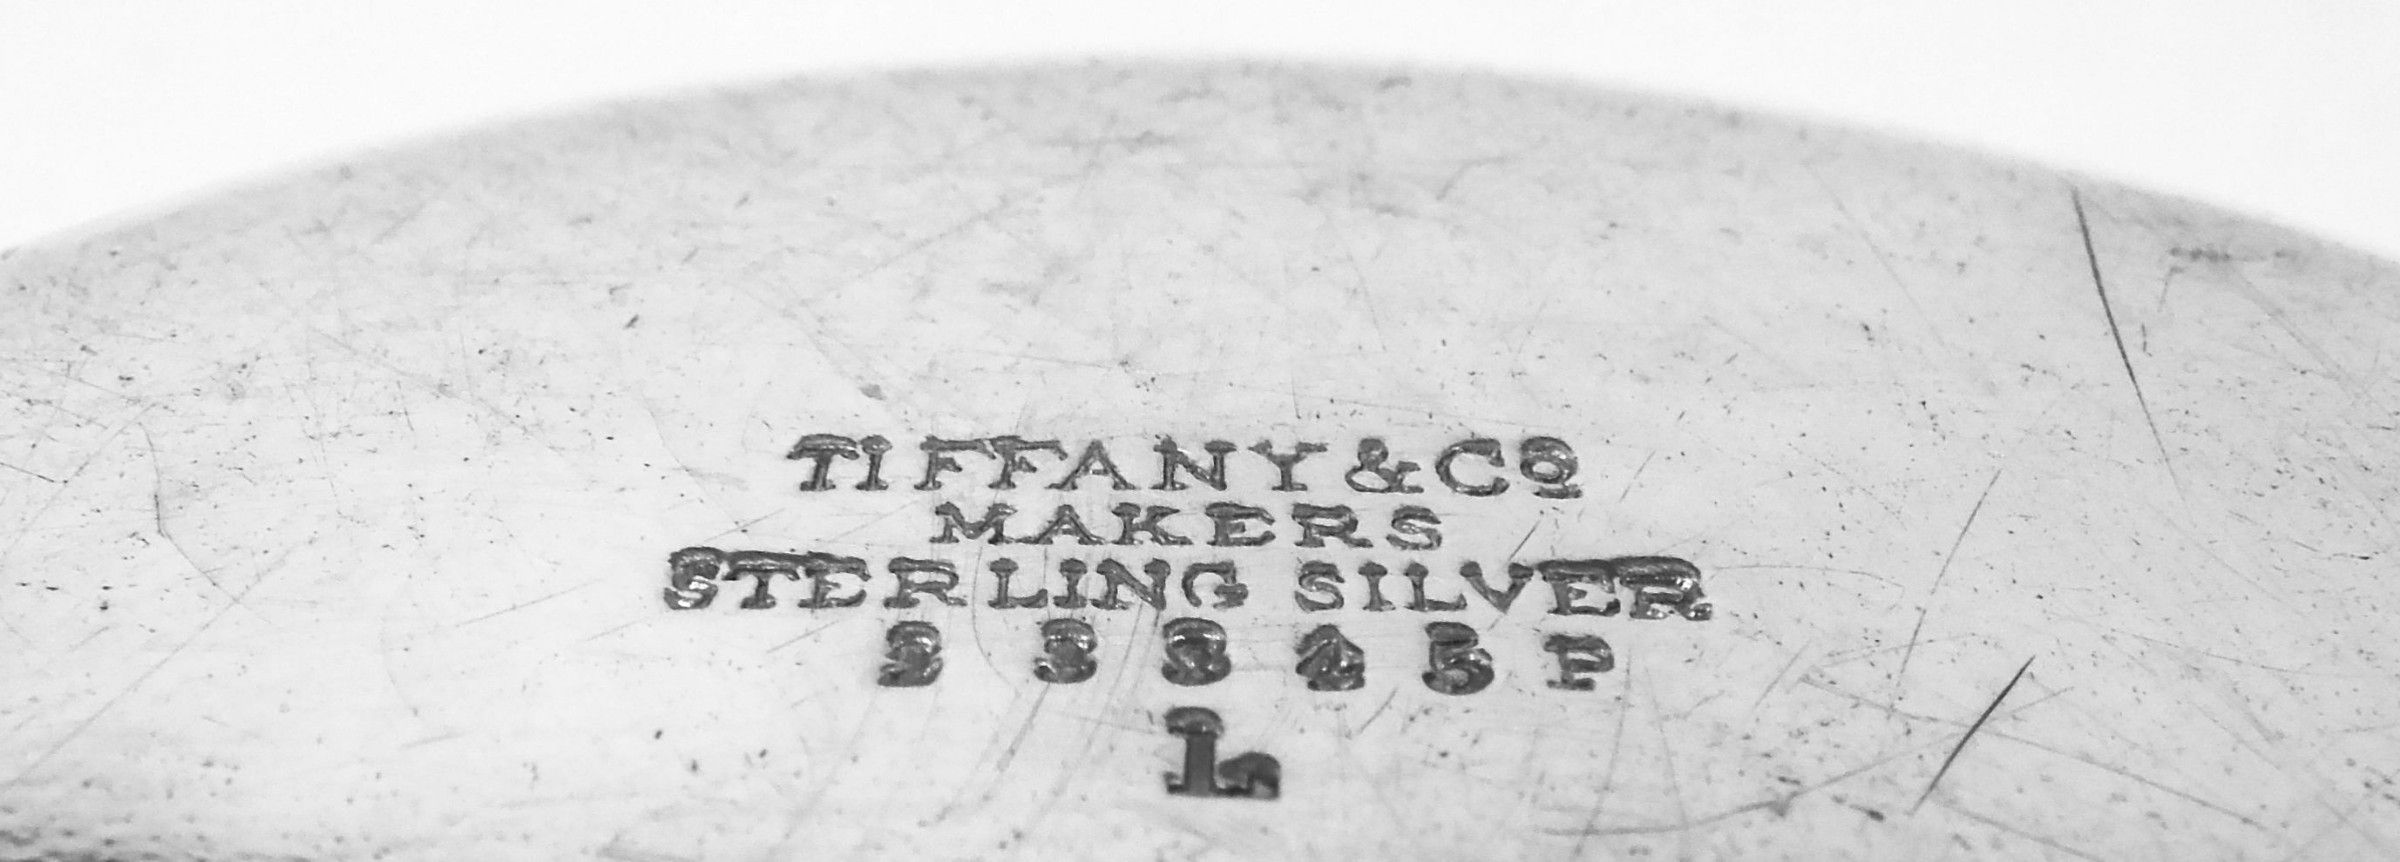 TIFFANY & Co
MAKERS
STERLING SILVER
23345P
L